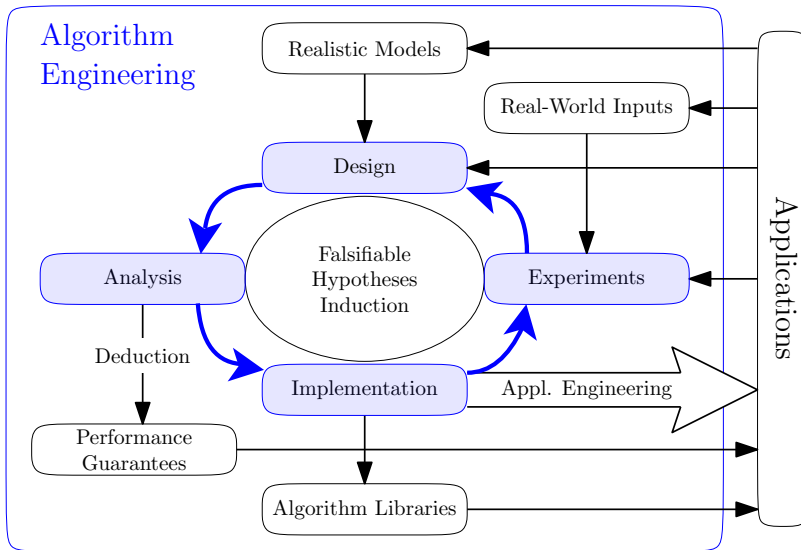 Algorithm
Engineering
Realistic Models
Real-World Inputs
Design
Applications
Falsifiable
Hypotheses
Induction
Analysis
Experiments
Deduction
Implementation
Appl. Engineering
Performance
Guarantees
Algorithm Libraries